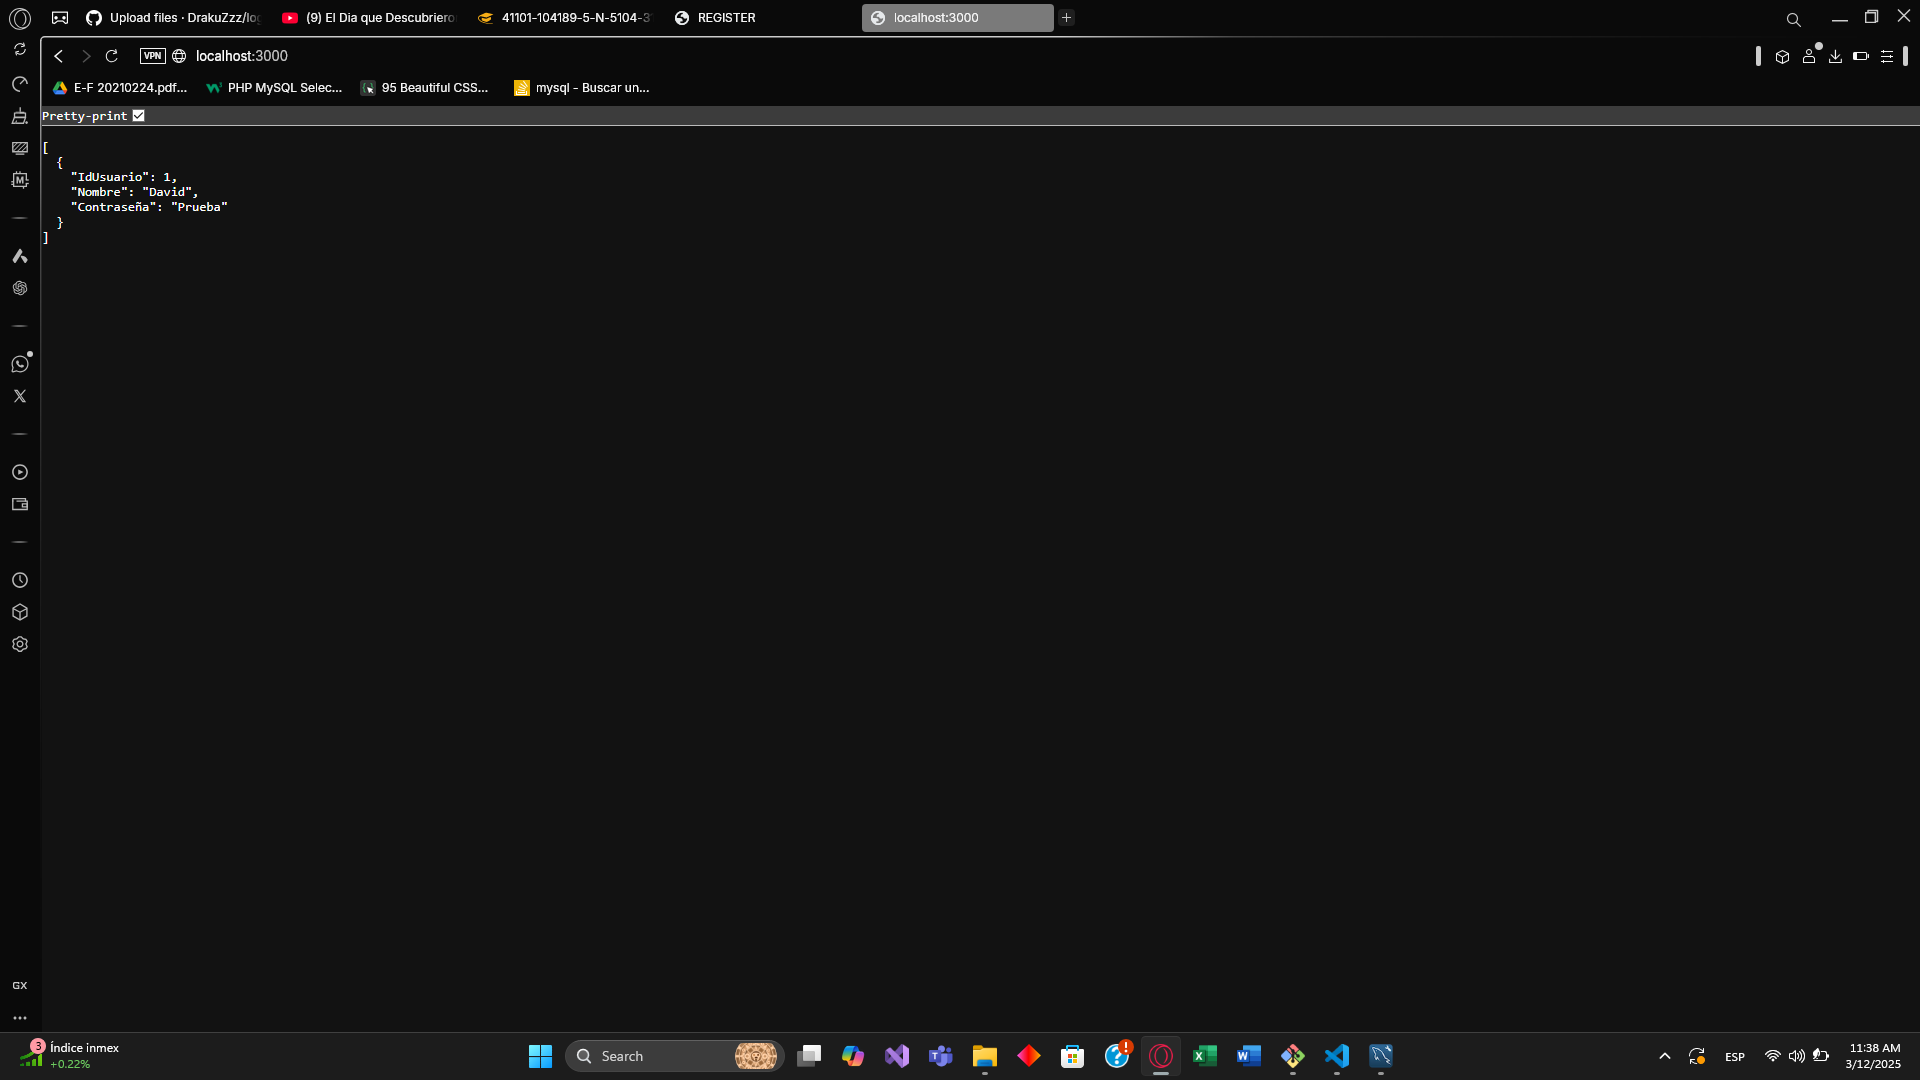 Upload files · DrakuZzz/log
(9) El Dia que Descubriero
41101-104189-5-N-5104-3
REGISTER
localhost:3000
VPN
localhost:3000
E-F 20210224.pdf...
PHP MySQL Selec...
95 Beautiful CSS...
mysql - Buscar un...
Pretty-print
[
{
"IdUsuario": 1,
"Nombre": "David",
"Contraseña": "Prueba"
}
]
GX
3
Índice inmex
+0.22%
Search
ESP
11:38 AM
3/12/2025